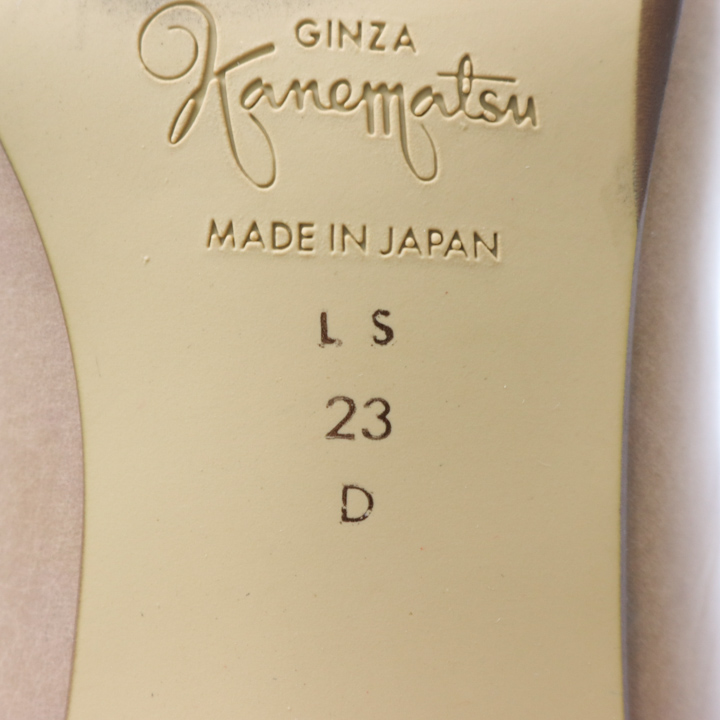 GINZA
Kanematsu
MADE IN JAPAN
L S
23
D